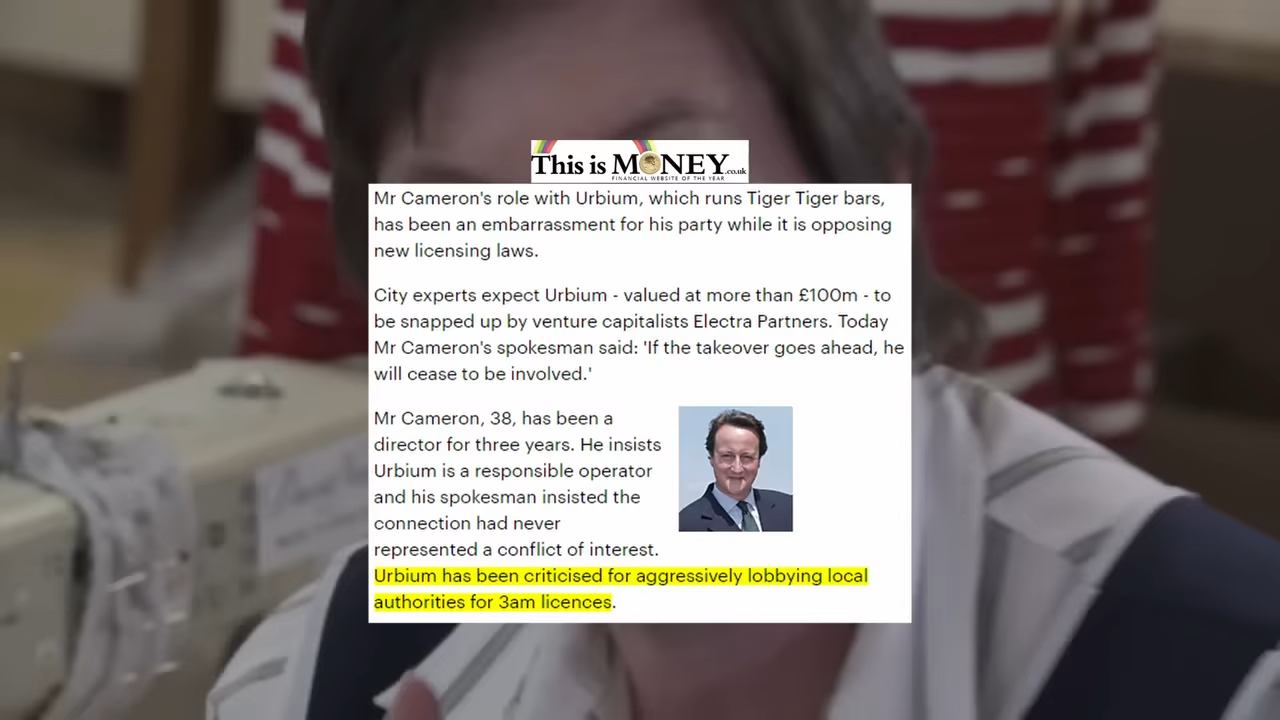 This is MONEY.co.uk
FINANCIAL WEBSITE OF THE YEAR
Mr Cameron's role with Urbium, which runs Tiger Tiger bars,
has been an embarrassment for his party while it is opposing
new licensing laws.
City experts expect Urbium - valued at more than £100m - to
be snapped up by venture capitalists Electra Partners. Today
Mr Cameron's spokesman said: 'If the takeover goes ahead, he
will cease to be involved.'
Mr Cameron, 38, has been a
director for three years. He insists
Urbium is a responsible operator
and his spokesman insisted the
connection had never
represented a conflict of interest.
Urbium has been criticised for aggressively lobbying local
authorities for 3am licences.